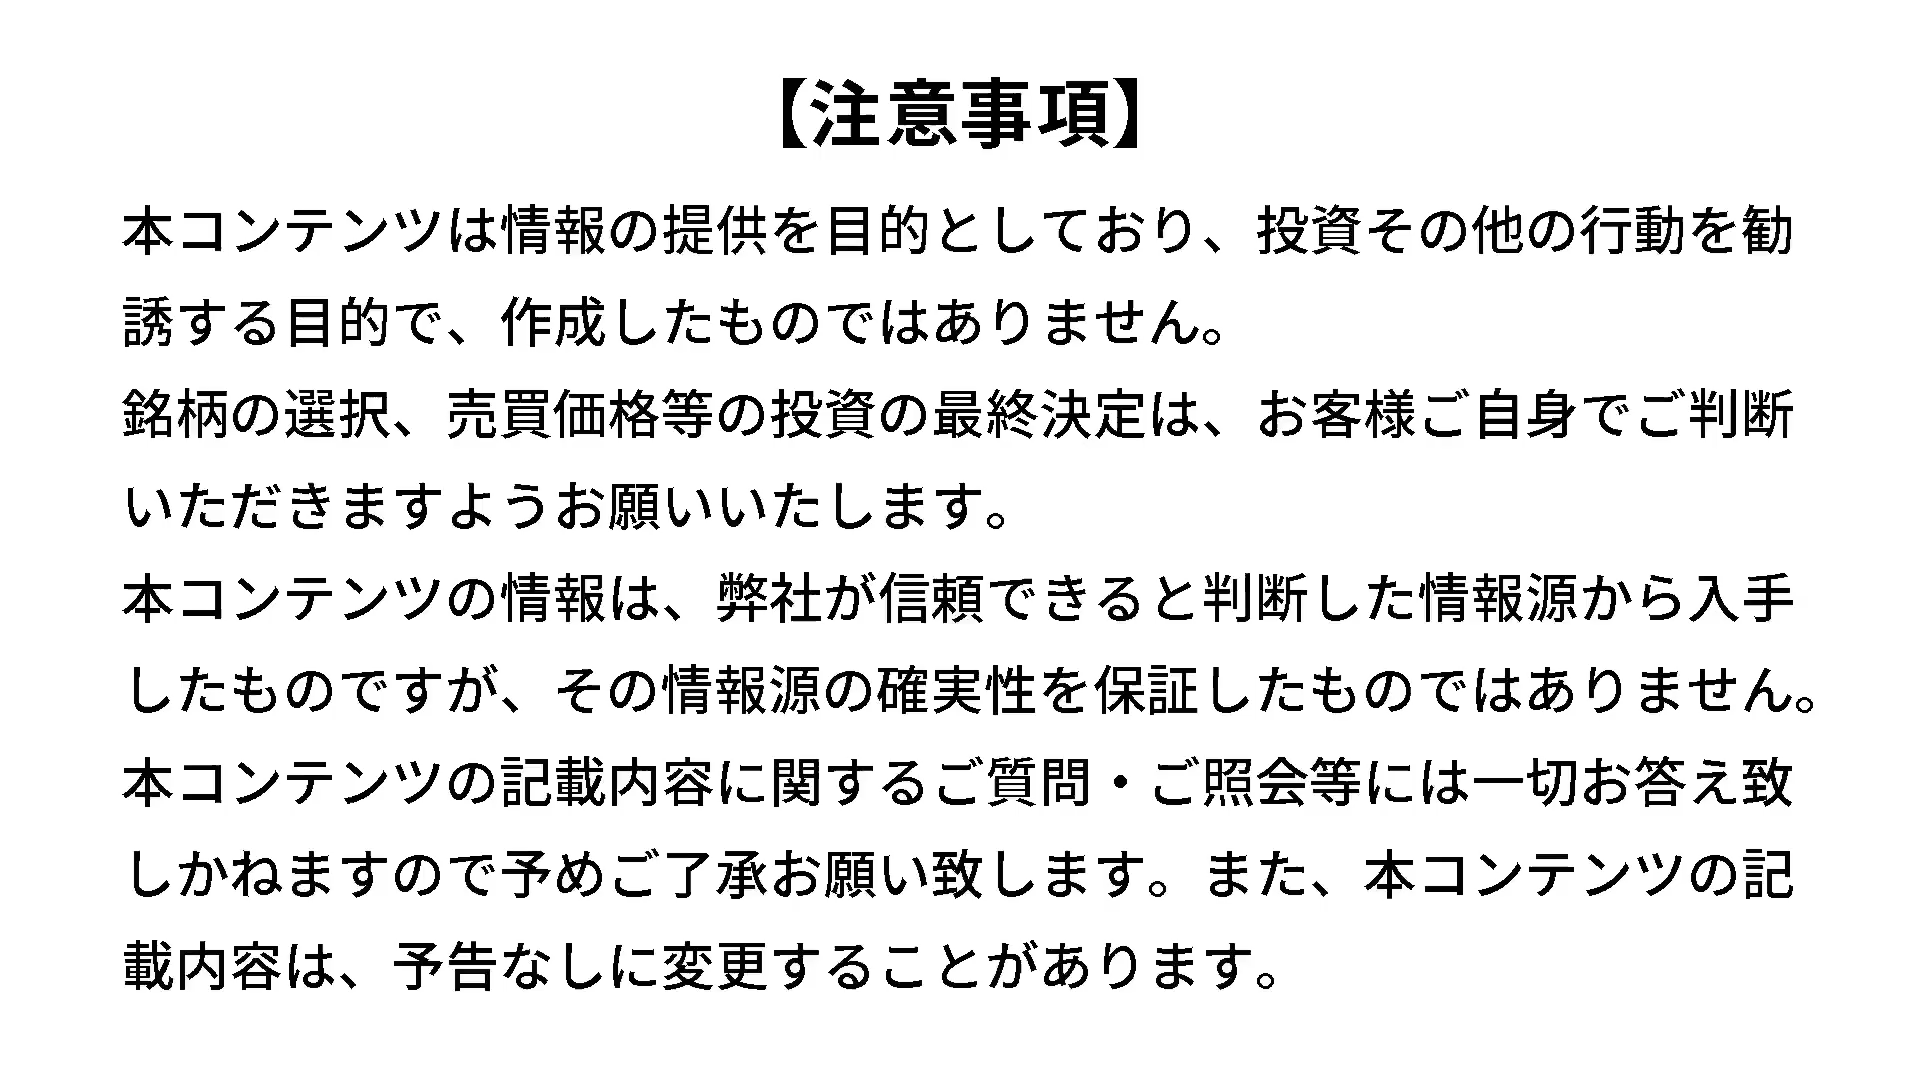 【注意事項】
本コンテンツは情報の提供を目的としており、投資その他の行動を勧
誘する目的で、作成したものではありません。
銘柄の選択、売買価格等の投資の最終決定は、お客様ご自身でご判断
いただきますようお願いいたします。
本コンテンツの情報は、弊社が信頼できると判断した情報源から入手
したものですが、その情報源の確実性を保証したものではありません。
本コンテンツの記載内容に関するご質問・ご照会等には一切お答え致
しかねますので予めご了承お願い致します。また、本コンテンツの記
載内容は、予告なしに変更することがあります。